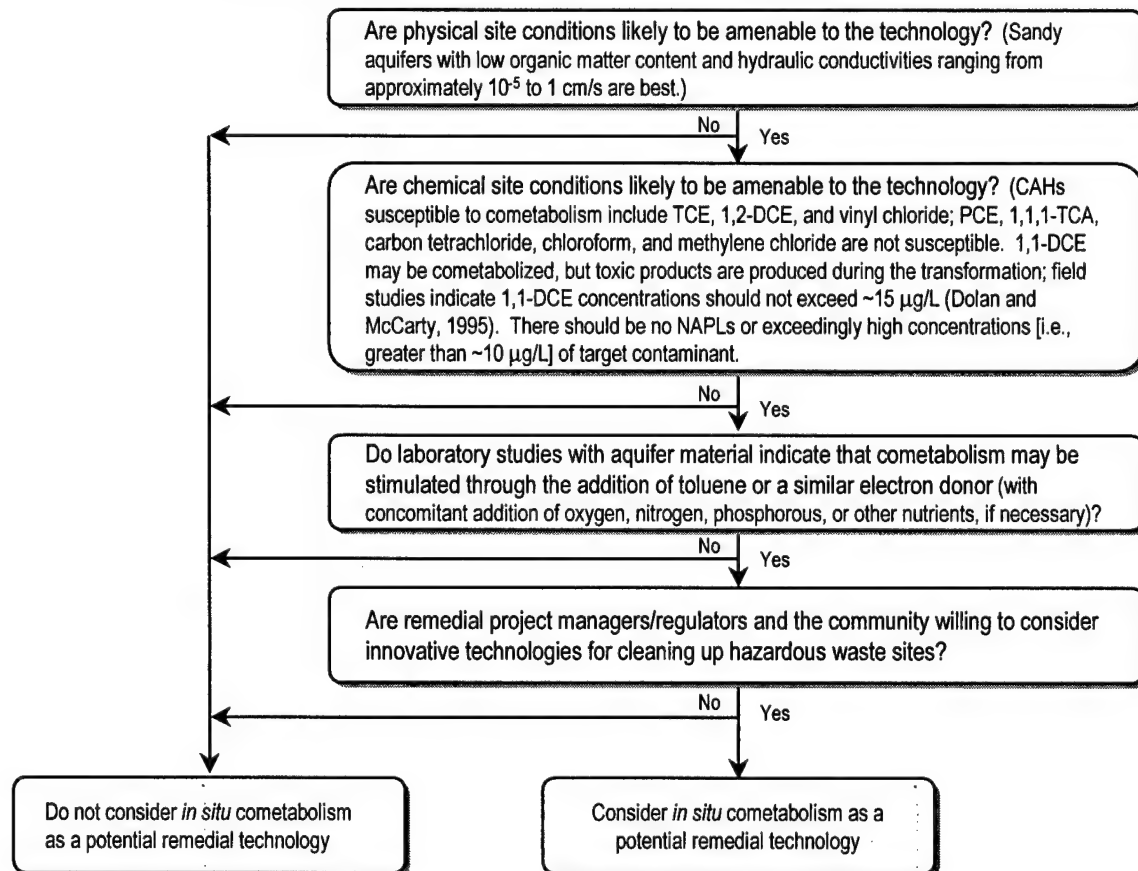 Are physical site conditions likely to be amenable to the technology? (Sandy
aquifers with low organic matter content and hydraulic conductivities ranging from
approximately 10⁻⁵ to 1 cm/s are best.)
No
Yes
Are chemical site conditions likely to be amenable to the technology? (CAHs
susceptible to cometabolism include TCE, 1,2-DCE, and vinyl chloride; PCE, 1,1,1-TCA,
carbon tetrachloride, chloroform, and methylene chloride are not susceptible. 1,1-DCE
may be cometabolized, but toxic products are produced during the transformation; field
studies indicate 1,1-DCE concentrations should not exceed ~15 µg/L (Dolan and
McCarty, 1995). There should be no NAPLs or exceedingly high concentrations [i.e.,
greater than ~10 µg/L] of target contaminant.
No
Yes
Do laboratory studies with aquifer material indicate that cometabolism may be
stimulated through the addition of toluene or a similar electron donor (with
concomitant addition of oxygen, nitrogen, phosphorous, or other nutrients, if necessary)?
No
Yes
Are remedial project managers/regulators and the community willing to consider
innovative technologies for cleaning up hazardous waste sites?
No
Yes
Do not consider in situ cometabolism
as a potential remedial technology
Consider in situ cometabolism as a
potential remedial technology